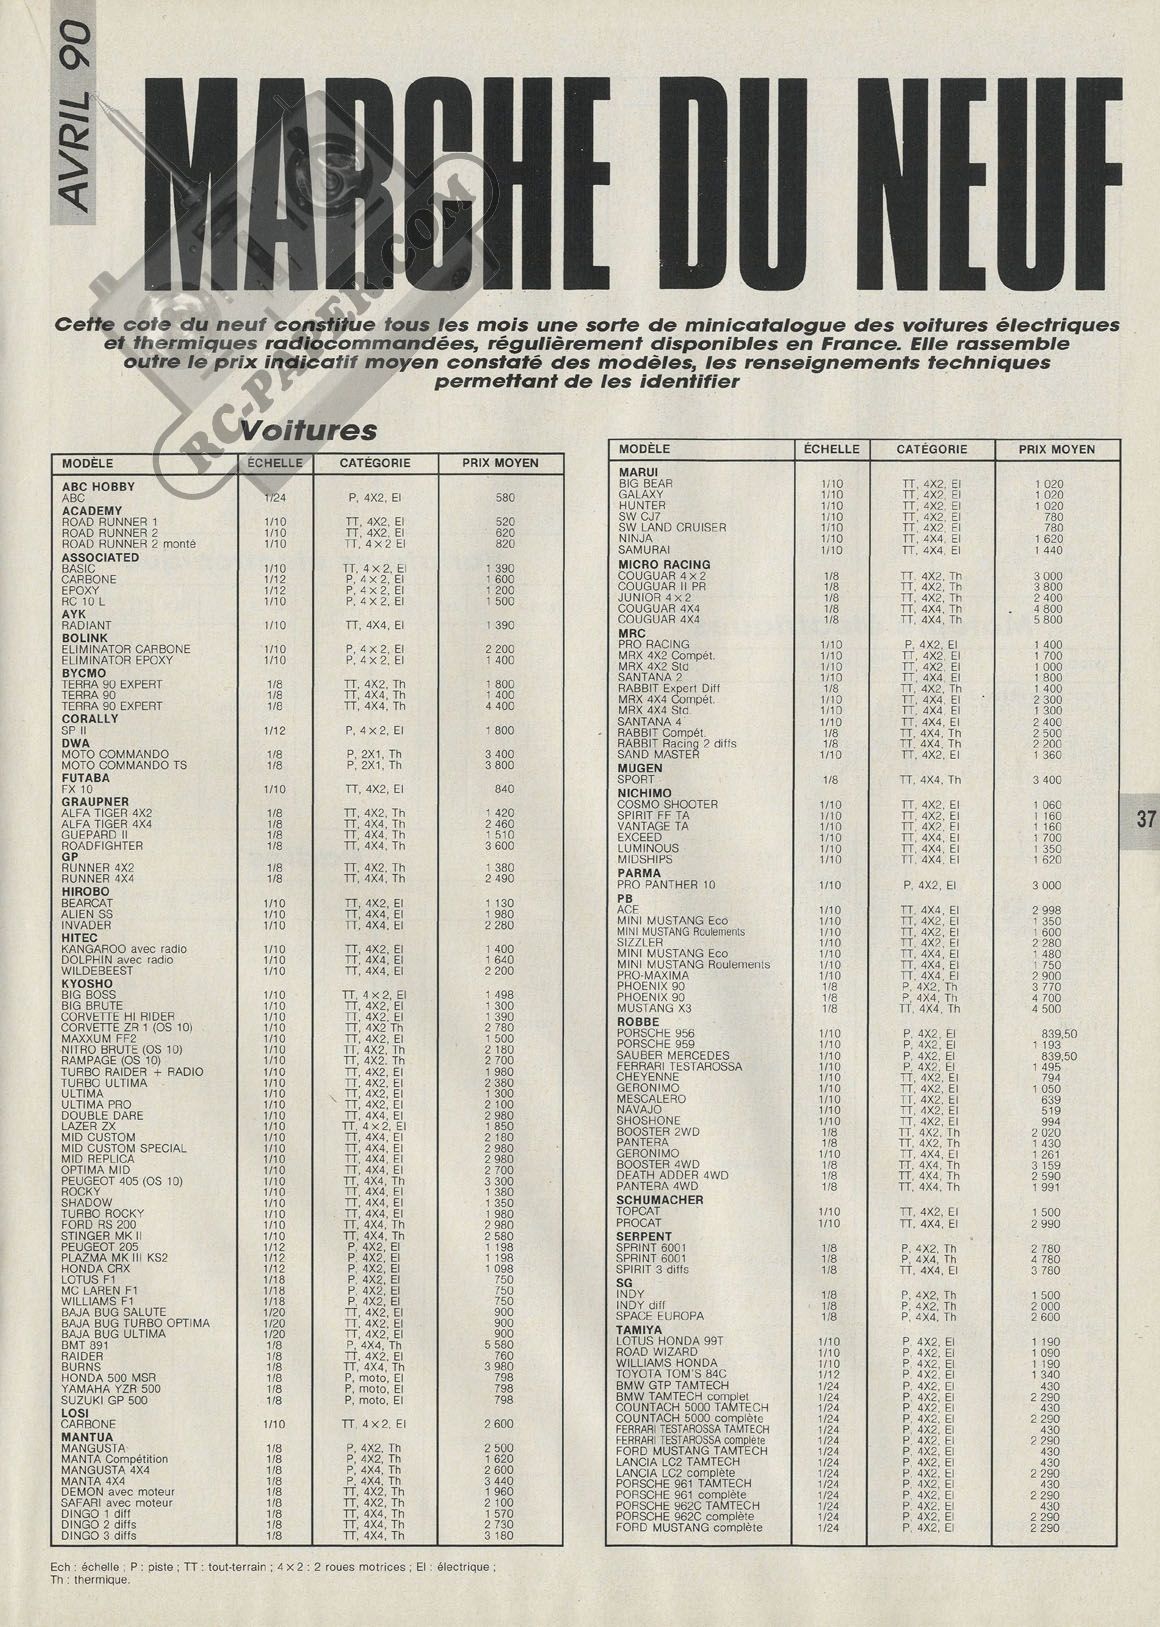 AVRIL 90
MARCHE DU NEUF
Cette cote du neuf constitue tous les mois une sorte de minicatalogue des voitures électriques
et thermiques radiocommandées, régulièrement disponibles en France. Elle rassemble
outre le prix indicatif moyen constaté des modèles, les renseignements techniques
permettant de les identifier
RC-PAPER.COM
Voitures
MODÈLE ÉCHELLE CATÉGORIE PRIX MOYEN
ABC HOBBY
ABC 1/24 P, 4X2, El 580
ACADEMY
ROAD RUNNER 1 1/10 TT, 4X2, El 520
ROAD RUNNER 2 1/10 TT, 4X2, El 620
ROAD RUNNER 2 monté 1/10 TT, 4×2 El 820
ASSOCIATED
BASIC 1/10 TT, 4×2, El 1 390
CARBONE 1/12 P, 4×2, El 1 600
EPOXY 1/12 P, 4×2, El 1 200
RC 10 L 1/10 P, 4×2, El 1 500
AYK
RADIANT 1/10 TT, 4X4, El 1 390
BOLINK
ELIMINATOR CARBONE 1/10 P, 4×2, El 2 200
ELIMINATOR EPOXY 1/10 P, 4×2, El 1 400
BYCMO
TERRA 90 EXPERT 1/8 TT, 4X2, Th 1 800
TERRA 90 1/8 TT, 4X4, Th 1 400
TERRA 90 EXPERT 1/8 TT, 4X4, Th 4 400
CORALLY
SP II 1/12 P, 4×2, El 1 800
DWA
MOTO COMMANDO 1/8 P, 2X1, Th 3 400
MOTO COMMANDO TS 1/8 P, 2X1, Th 3 800
FUTABA
FX 10 1/10 TT, 4X2, El 840
GRAUPNER
ALFA TIGER 4X2 1/8 TT, 4X2, Th 1 420
ALFA TIGER 4X4 1/8 TT, 4X4, Th 2 460
GUEPARD II 1/8 TT, 4X4, Th 1 510
ROADFIGHTER 1/8 TT, 4X4, Th 3 600
GP
RUNNER 4X2 1/8 TT, 4X2, Th 1 380
RUNNER 4X4 1/8 TT, 4X4, Th 2 490
HIROBO
BEARCAT 1/10 TT, 4X2, El 1 130
ALIEN SS 1/10 TT, 4X4, El 1 980
INVADER 1/10 TT, 4X4, El 2 280
HITEC
KANGAROO avec radio 1/10 TT, 4X2, El 1 400
DOLPHIN avec radio 1/10 TT, 4X2, El 1 640
WILDEBEEST 1/10 TT, 4X4, El 2 200
KYOSHO
BIG BOSS 1/10 TT, 4×2, El 1 498
BIG BRUTE 1/10 TT, 4X2, El 1 300
CORVETTE HI RIDER 1/10 TT, 4X2, El 1 390
CORVETTE ZR 1 (OS 10) 1/10 TT, 4X2 Th 2 780
MAXXUM FF2 1/10 TT, 4X2, El 1 500
NITRO BRUTE (OS 10) 1/10 TT, 4X2, Th 2 180
RAMPAGE (OS 10) 1/10 TT, 4X2, Th 2 700
TURBO RAIDER + RADIO 1/10 TT, 4X2, El 1 980
TURBO ULTIMA 1/10 TT, 4X2, El 2 380
ULTIMA 1/10 TT, 4X2, El 1 300
ULTIMA PRO 1/10 TT, 4X2, El 2 100
DOUBLE DARE 1/10 TT, 4X4, El 2 980
LAZER ZX 1/10 TT, 4×2, El 1 850
MID CUSTOM 1/10 TT, 4X4, El 2 180
MID CUSTOM SPECIAL 1/10 TT, 4X4, El 2 980
MID REPLICA 1/10 TT, 4X4, El 2 980
OPTIMA MID 1/10 TT, 4X4, El 2 700
PEUGEOT 405 (OS 10) 1/10 TT, 4X4, Th 3 300
ROCKY 1/10 TT, 4X4, El 1 380
SHADOW 1/10 TT, 4X4, El 1 350
TURBO ROCKY 1/10 TT, 4X4, El 1 980
FORD RS 200 1/10 TT, 4X4, Th 2 980
STINGER MK II 1/10 TT, 4X4, Th 2 580
PEUGEOT 205 1/12 P, 4X2, El 1 198
PLAZMA MK III KS2 1/12 P, 4X2, El 1 198
HONDA CRX 1/12 P, 4X2, El 1 098
LOTUS F1 1/18 P, 4X2, El 750
MC LAREN F1 1/18 P, 4X2, El 750
WILLIAMS F1 1/18 P, 4X2, El 750
BAJA BUG SALUTE 1/20 TT, 4X2, El 900
BAJA BUG TURBO OPTIMA 1/20 TT, 4X2, El 900
BAJA BUG ULTIMA 1/20 TT, 4X2, El 900
BMT 891 1/8 P, 4X4, Th 5 580
RAIDER 1/8 TT, 4X2, El 760
BURNS 1/8 TT, 4X4, Th 3 980
HONDA 500 MSR 1/8 P, moto, El 798
YAMAHA YZR 500 1/8 P, moto, El 798
SUZUKI GP 500 1/8 P, moto, El 798
LOSI
CARBONE 1/10 TT, 4×2, El 2 600
MANTUA
MANGUSTA 1/8 P, 4X2, Th 2 500
MANTA Compétition 1/8 P, 4X2, Th 1 620
MANGUSTA 4X4 1/8 P, 4X4, Th 2 600
MANTA 4X4 1/8 P, 4X4, Th 3 440
DEMON avec moteur 1/8 TT, 4X2, Th 1 960
SAFARI avec moteur 1/8 TT, 4X2, Th 2 100
DINGO 1 diff 1/8 TT, 4X4, Th 1 570
DINGO 2 diffs 1/8 TT, 4X4, Th 2 730
DINGO 3 diffs 1/8 TT, 4X4, Th 3 180
Ech : échelle ; P : piste ; TT : tout-terrain ; 4×2 : 2 roues motrices ; El : électrique ;
Th : thermique.
MODÈLE ÉCHELLE CATÉGORIE PRIX MOYEN
MARUI
BIG BEAR 1/10 TT, 4X2, El 1 020
GALAXY 1/10 TT, 4X2, El 1 020
HUNTER 1/10 TT, 4X2, El 1 020
SW CJ7 1/10 TT, 4X2, El 780
SW LAND CRUISER 1/10 TT, 4X2, El 780
NINJA 1/10 TT, 4X4, El 1 620
SAMURAI 1/10 TT, 4X4, El 1 440
MICRO RACING
COUGUAR 4×2 1/8 TT, 4X2, Th 3 000
COUGUAR II PR 1/8 TT, 4X2, Th 3 800
JUNIOR 4×2 1/8 TT, 4X2, Th 2 400
COUGUAR 4X4 1/8 TT, 4X4, Th 4 800
COUGUAR 4X4 1/8 TT, 4X4, Th 5 800
MRC
PRO RACING 1/10 P, 4X2, El 1 400
MRX 4X2 Compét. 1/10 TT, 4X2, El 1 700
MRX 4X2 Std 1/10 TT, 4X2, El 1 000
SANTANA 2 1/10 TT, 4X2, El 1 800
RABBIT Expert Diff 1/8 TT, 4X2, Th 1 400
MRX 4X4 Compét. 1/10 TT, 4X4, El 2 300
MRX 4X4 Std. 1/10 TT, 4X4, El 1 300
SANTANA 4 1/10 TT, 4X4, El 2 400
RABBIT Compét. 1/8 TT, 4X4, Th 2 500
RABBIT Racing 2 diffs 1/8 TT, 4X4, Th 2 200
SAND MASTER 1/10 TT, 4X2, El 1 360
MUGEN
SPORT 1/8 TT, 4X4, Th 3 400
NICHIMO
COSMO SHOOTER 1/10 TT, 4X2, El 1 060
SPIRIT FF TA 1/10 TT, 4X2, El 1 160
VANTAGE TA 1/10 TT, 4X2, El 1 160
EXCEED 1/10 TT, 4X4, El 1 700
LUMINOUS 1/10 TT, 4X4, El 1 350
MIDSHIPS 1/10 TT, 4X4, El 1 620
PARMA
PRO PANTHER 10 1/10 P, 4X2, El 3 000
PB
ACE 1/10 TT, 4X4, El 2 998
MINI MUSTANG Eco 1/10 TT, 4X2, El 1 350
MINI MUSTANG Roulements 1/10 TT, 4X2, El 1 600
SIZZLER 1/10 TT, 4X2, El 2 280
MINI MUSTANG Eco 1/10 TT, 4X4, El 1 480
MINI MUSTANG Roulements 1/10 TT, 4X4, El 1 750
PRO-MAXIMA 1/10 TT, 4X4, El 2 900
PHOENIX 90 1/8 P, 4X2, Th 3 770
PHOENIX 90 1/8 P, 4X4, Th 4 700
MUSTANG X3 1/8 TT, 4X4, Th 4 500
ROBBE
PORSCHE 956 1/10 P, 4X2, El 839,50
PORSCHE 959 1/10 P, 4X2, El 1 193
SAUBER MERCEDES 1/10 P, 4X2, El 839,50
FERRARI TESTAROSSA 1/10 P, 4X2, El 1 495
CHEYENNE 1/10 TT, 4X2, El 794
GERONIMO 1/10 TT, 4X2, El 1 050
MESCALERO 1/10 TT, 4X2, El 639
NAVAJO 1/10 TT, 4X2, El 519
SHOSHONE 1/10 TT, 4X2, El 994
BOOSTER 2WD 1/8 TT, 4X2, Th 2 020
PANTERA 1/8 TT, 4X2, Th 1 430
GERONIMO 1/10 TT, 4X4, El 1 261
BOOSTER 4WD 1/8 TT, 4X4, Th 3 159
DEATH ADDER 4WD 1/8 TT, 4X4, Th 2 590
PANTERA 4WD 1/8 TT, 4X4, Th 1 991
SCHUMACHER
TOPCAT 1/10 TT, 4X2, El 1 500
PROCAT 1/10 TT, 4X4, El 2 990
SERPENT
SPRINT 6001 1/8 P, 4X2, Th 2 780
SPRINT 6001 1/8 P, 4X4, Th 4 780
SPIRIT 3 diffs 1/8 TT, 4X4, El 3 780
SG
INDY 1/8 P, 4X2, Th 1 500
INDY diff 1/8 P, 4X2, Th 2 000
SPACE EUROPA 1/8 P, 4X4, Th 2 600
TAMIYA
LOTUS HONDA 99T 1/10 P, 4X2, El 1 190
ROAD WIZARD 1/10 P, 4X2, El 1 090
WILLIAMS HONDA 1/10 P, 4X2, El 1 190
TOYOTA TOM'S 84C 1/12 P, 4X2, El 1 340
BMW GTP TAMTECH 1/24 P, 4X2, El 430
BMW TAMTECH complet 1/24 P, 4X2, El 2 290
COUNTACH 5000 TAMTECH 1/24 P, 4X2, El 430
COUNTACH 5000 complète 1/24 P, 4X2, El 2 290
FERRARI TESTAROSSA TAMTECH 1/24 P, 4X2, El 430
FERRARI TESTAROSSA complète 1/24 P, 4X2, El 2 290
FORD MUSTANG TAMTECH 1/24 P, 4X2, El 430
LANCIA LC2 TAMTECH 1/24 P, 4X2, El 430
LANCIA LC2 complète 1/24 P, 4X2, El 2 290
PORSCHE 961 TAMTECH 1/24 P, 4X2, El 430
PORSCHE 961 complète 1/24 P, 4X2, El 2 290
PORSCHE 962C TAMTECH 1/24 P, 4X2, El 430
PORSCHE 962C complète 1/24 P, 4X2, El 2 290
FORD MUSTANG complète 1/24 P, 4X2, El 2 290
37